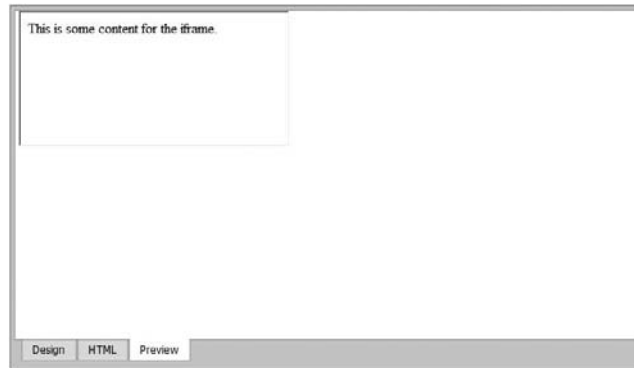 This is some content for the iframe.
Design HTML Preview